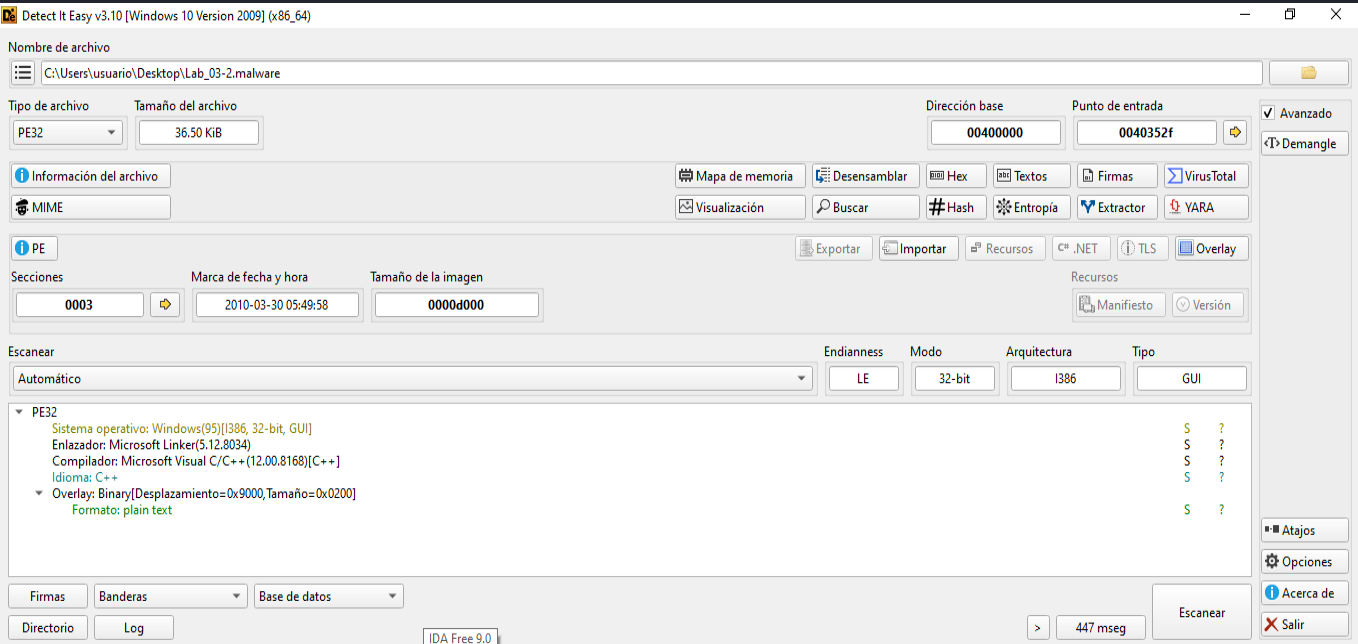 Detect It Easy v3.10 [Windows 10 Version 2009] (x86_64)
Nombre de archivo
C:\Users\usuario\Desktop\Lab_03-2.malware
Tipo de archivo
Tamaño del archivo
Dirección base
Punto de entrada
PE32
36.50 KiB
00400000
0040352f
Avanzado
Demangle
Información del archivo
Mapa de memoria
Desensamblar
Hex
Textos
Firmas
VirusTotal
MIME
Visualización
Buscar
Hash
Entropía
Extractor
YARA
PE
Exportar
Importar
Recursos
.NET
TLS
Overlay
Secciones
Marca de fecha y hora
Tamaño de la imagen
Recursos
0003
2010-03-30 05:49:58
0000d000
Manifiesto
Versión
Escanear
Endianness
Modo
Arquitectura
Tipo
Automático
LE
32-bit
I386
GUI
PE32
Sistema operativo: Windows(95)[I386, 32-bit, GUI] S ?
Enlazador: Microsoft Linker(5.12.8034) S ?
Compilador: Microsoft Visual C/C++(12.00.8168)[C++] S ?
Idioma: C++ S ?
Overlay: Binary[Desplazamiento=0x9000,Tamaño=0x0200]
Formato: plain text S ?
Atajos
Opciones
Acerca de
Salir
Firmas
Banderas
Base de datos
Escanear
Directorio
Log
IDA Free 9.0
>
447 mseg